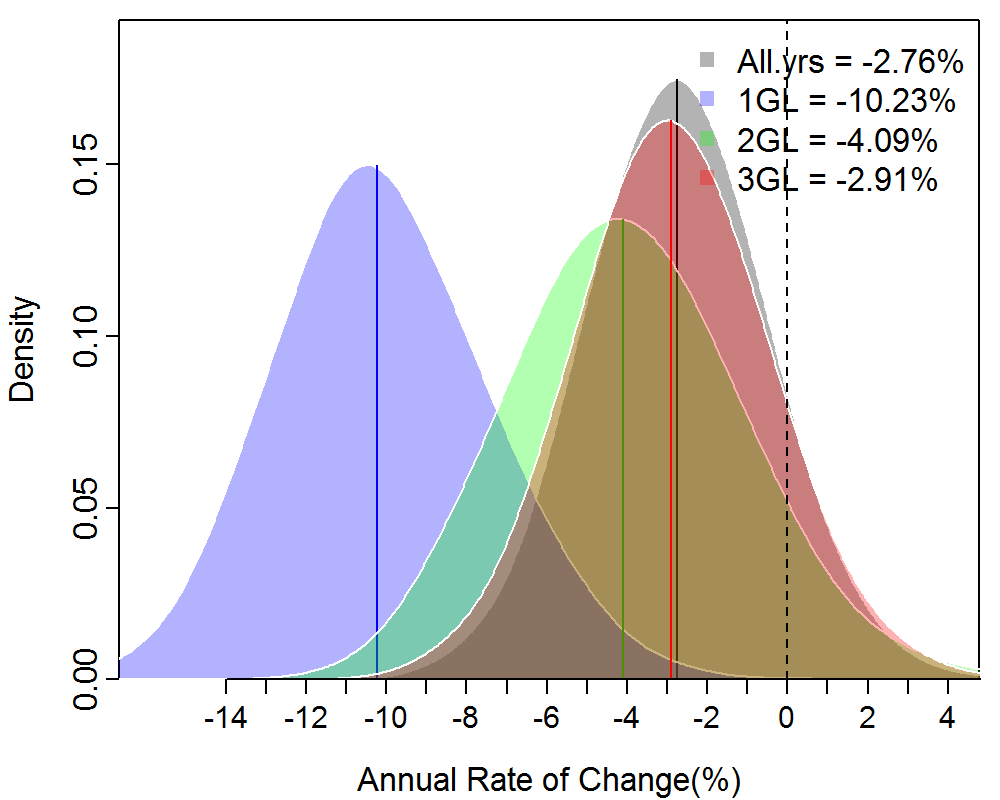 All.yrs = -2.76%
1GL = -10.23%
2GL = -4.09%
3GL = -2.91%
Density
0.15
0.10
0.05
0.00
-14 -12 -10 -8 -6 -4 -2 0 2 4
Annual Rate of Change(%)